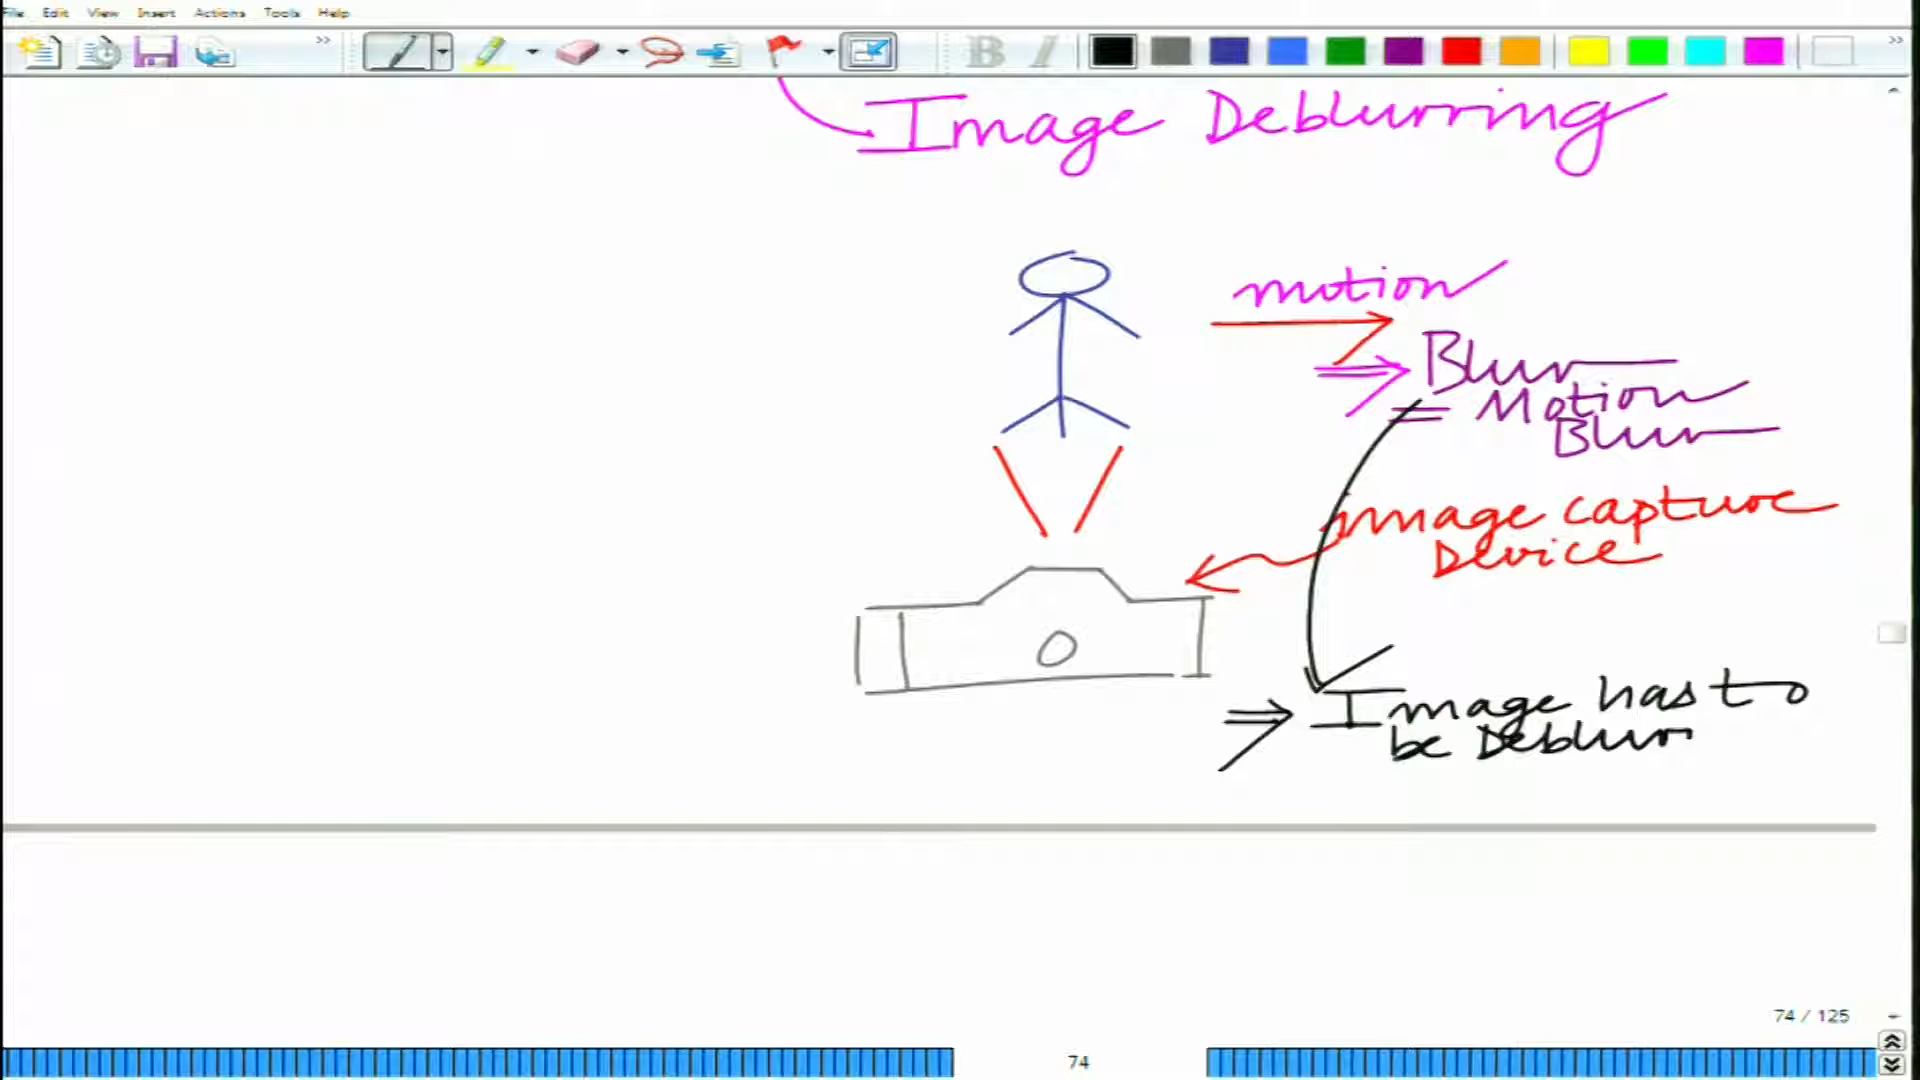 File Edit View Insert Actions Tools Help
B I
Image Deblurring
motion
Blur
= Motion
Blur
Image capture
Device
⇒ Image has to
be Deblurr
74 / 125
74